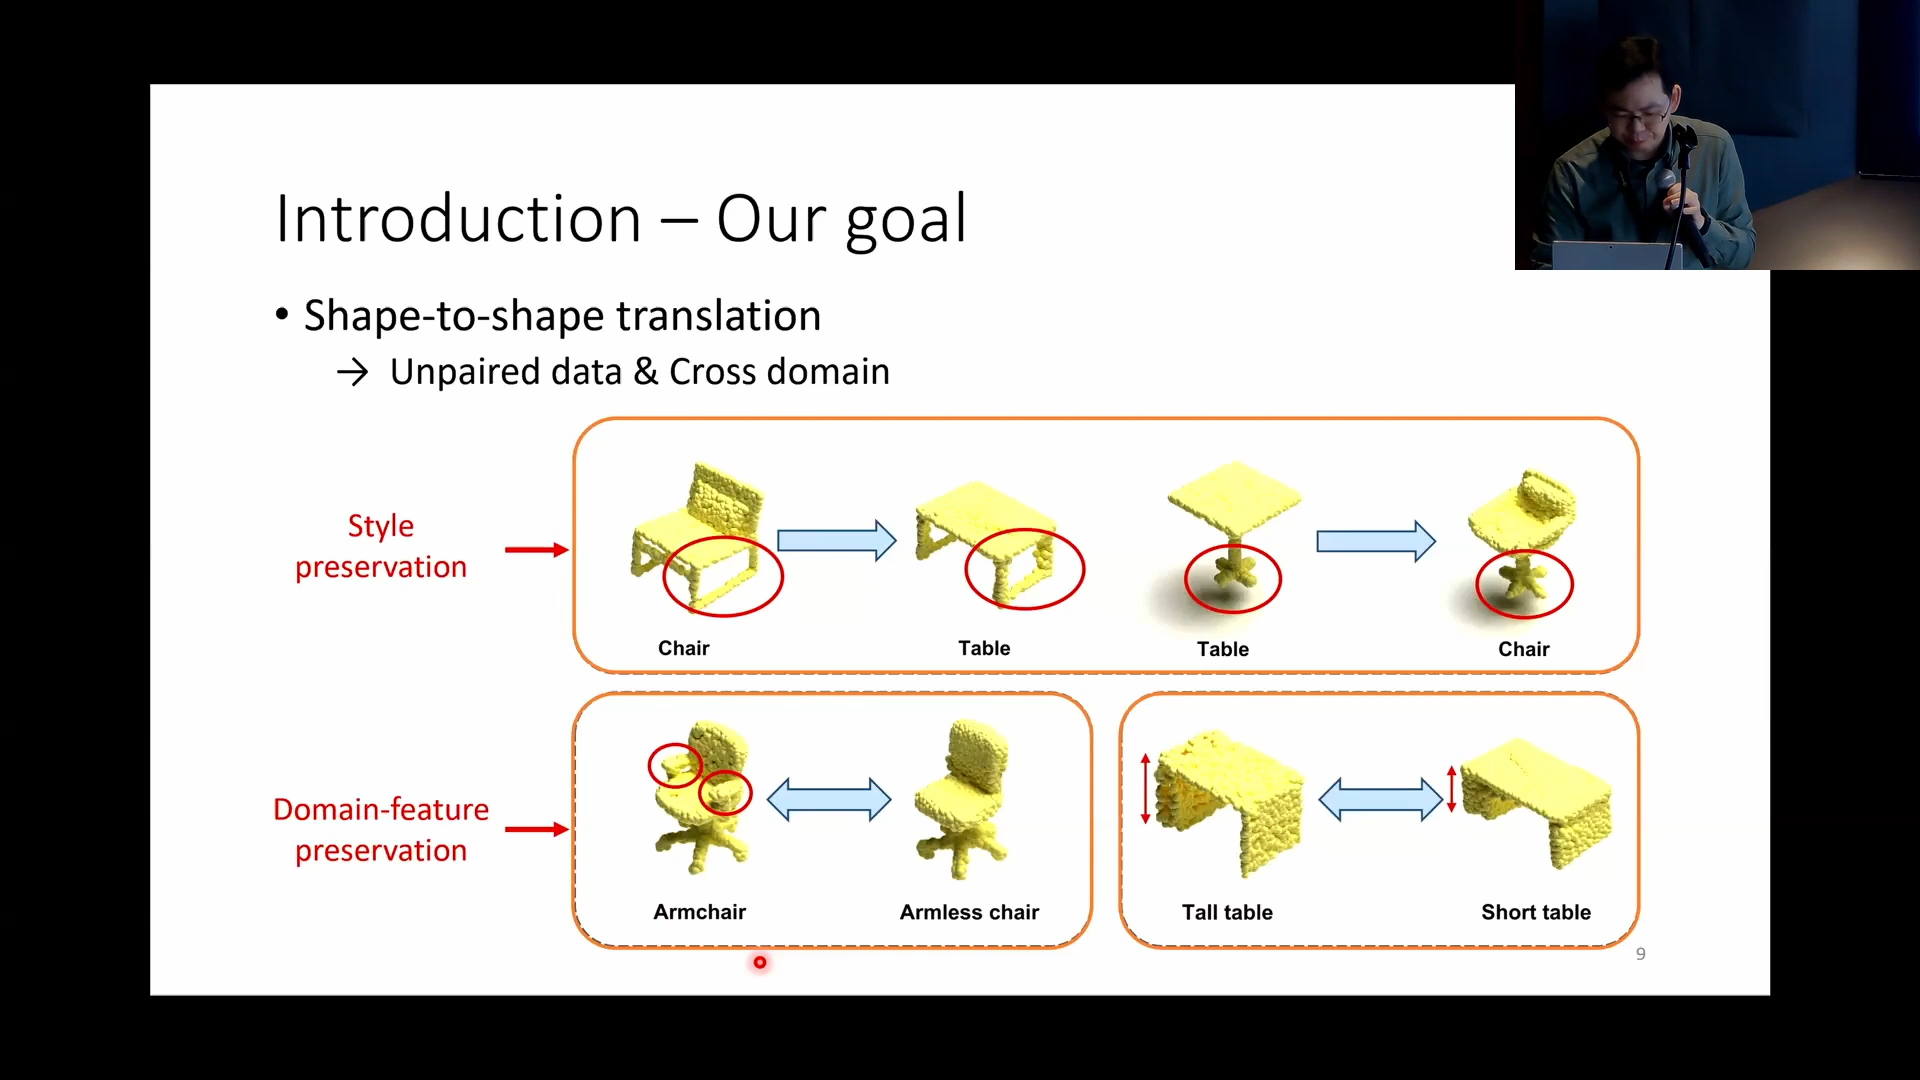 Introduction – Our goal
• Shape-to-shape translation
→ Unpaired data & Cross domain
Style
preservation
Chair
Table
Table
Chair
Domain-feature
preservation
Armchair
Armless chair
Tall table
Short table
9